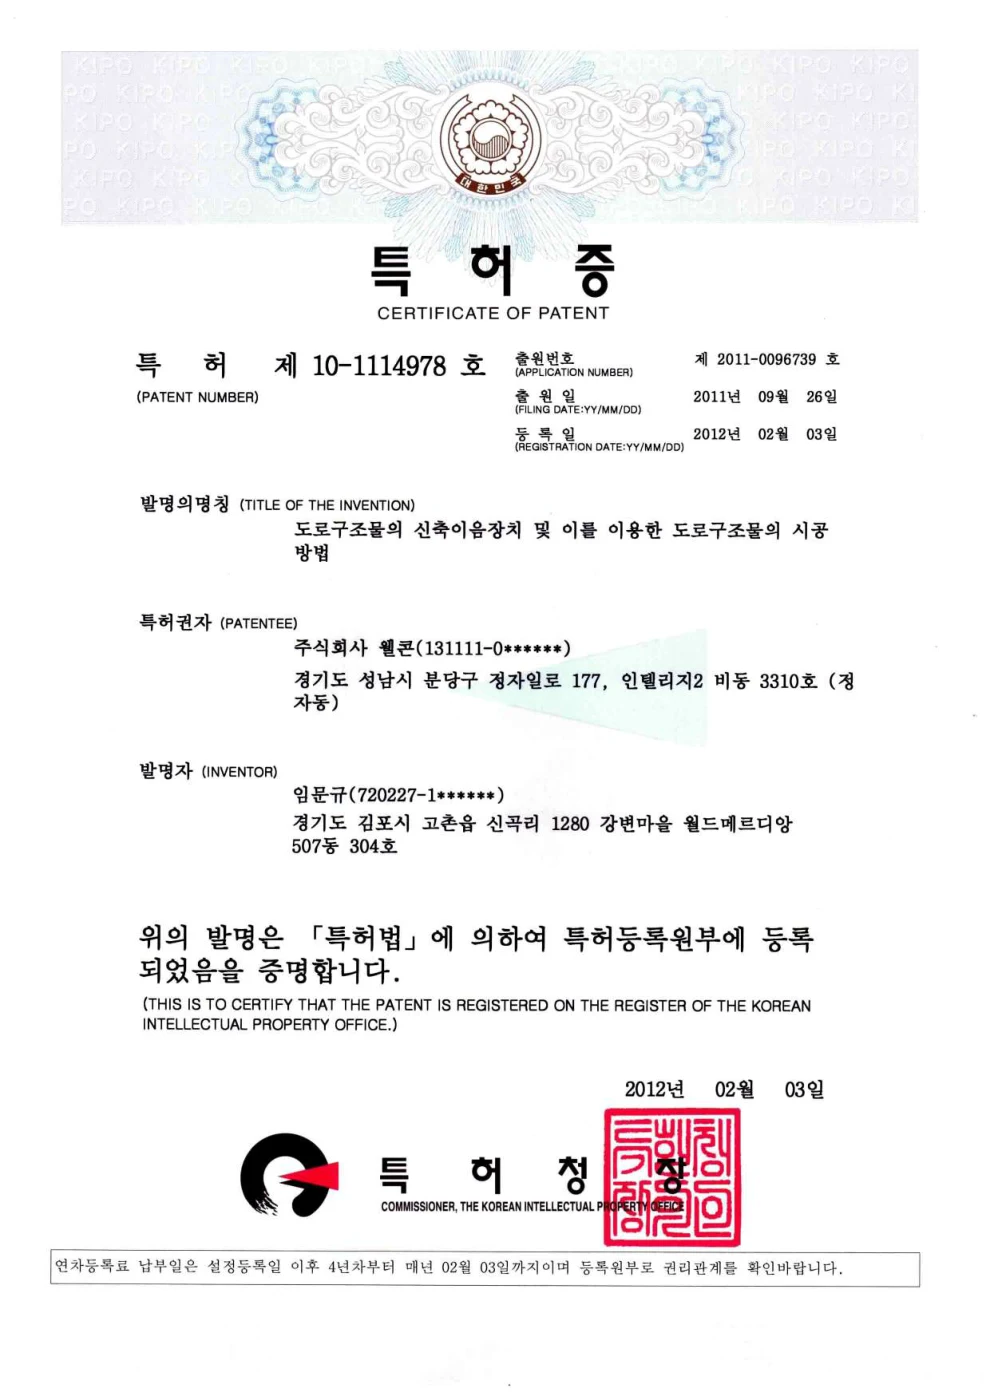 KIPO KIPO KIPO KIPO KIPO KIPO
대한민국
특 허 증
CERTIFICATE OF PATENT
특 허 제 10-1114978 호
(PATENT NUMBER)
출원번호 제 2011-0096739 호
(APPLICATION NUMBER)
출 원 일 2011년 09월 26일
(FILING DATE:YY/MM/DD)
등 록 일 2012년 02월 03일
(REGISTRATION DATE:YY/MM/DD)
발명의명칭 (TITLE OF THE INVENTION)
도로구조물의 신축이음장치 및 이를 이용한 도로구조물의 시공
방법
특허권자 (PATENTEE)
주식회사 웰콘(131111-0******)
경기도 성남시 분당구 정자일로 177, 인텔리지2 비동 3310호 (정
자동)
발명자 (INVENTOR)
임문규(720227-1******)
경기도 김포시 고촌읍 신곡리 1280 강변마을 월드메르디앙
507동 304호
위의 발명은 「특허법」에 의하여 특허등록원부에 등록
되었음을 증명합니다.
(THIS IS TO CERTIFY THAT THE PATENT IS REGISTERED ON THE REGISTER OF THE KOREAN
INTELLECTUAL PROPERTY OFFICE.)
2012년 02월 03일
특 허 청 장
COMMISSIONER, THE KOREAN INTELLECTUAL PROPERTY OFFICE
연차등록료 납부일은 설정등록일 이후 4년차부터 매년 02월 03일까지이며 등록원부로 권리관계를 확인바랍니다.